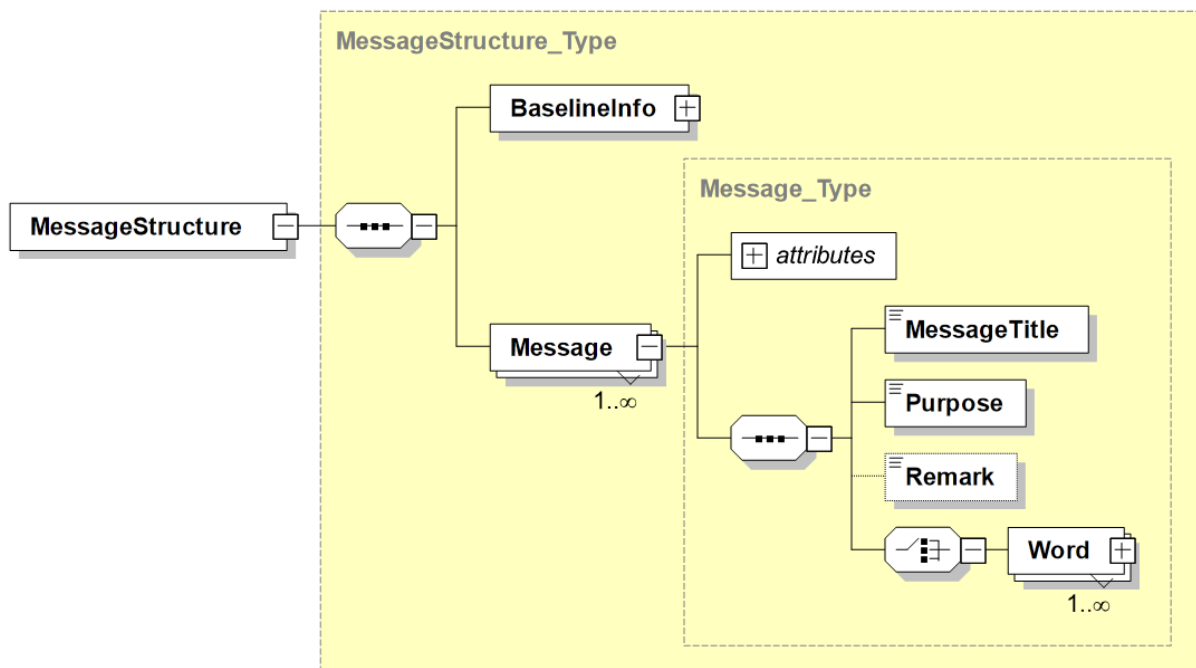 MessageStructure_Type
BaselineInfo
Message_Type
MessageStructure
attributes
MessageTitle
Message
1..∞
Purpose
Remark
Word
1..∞